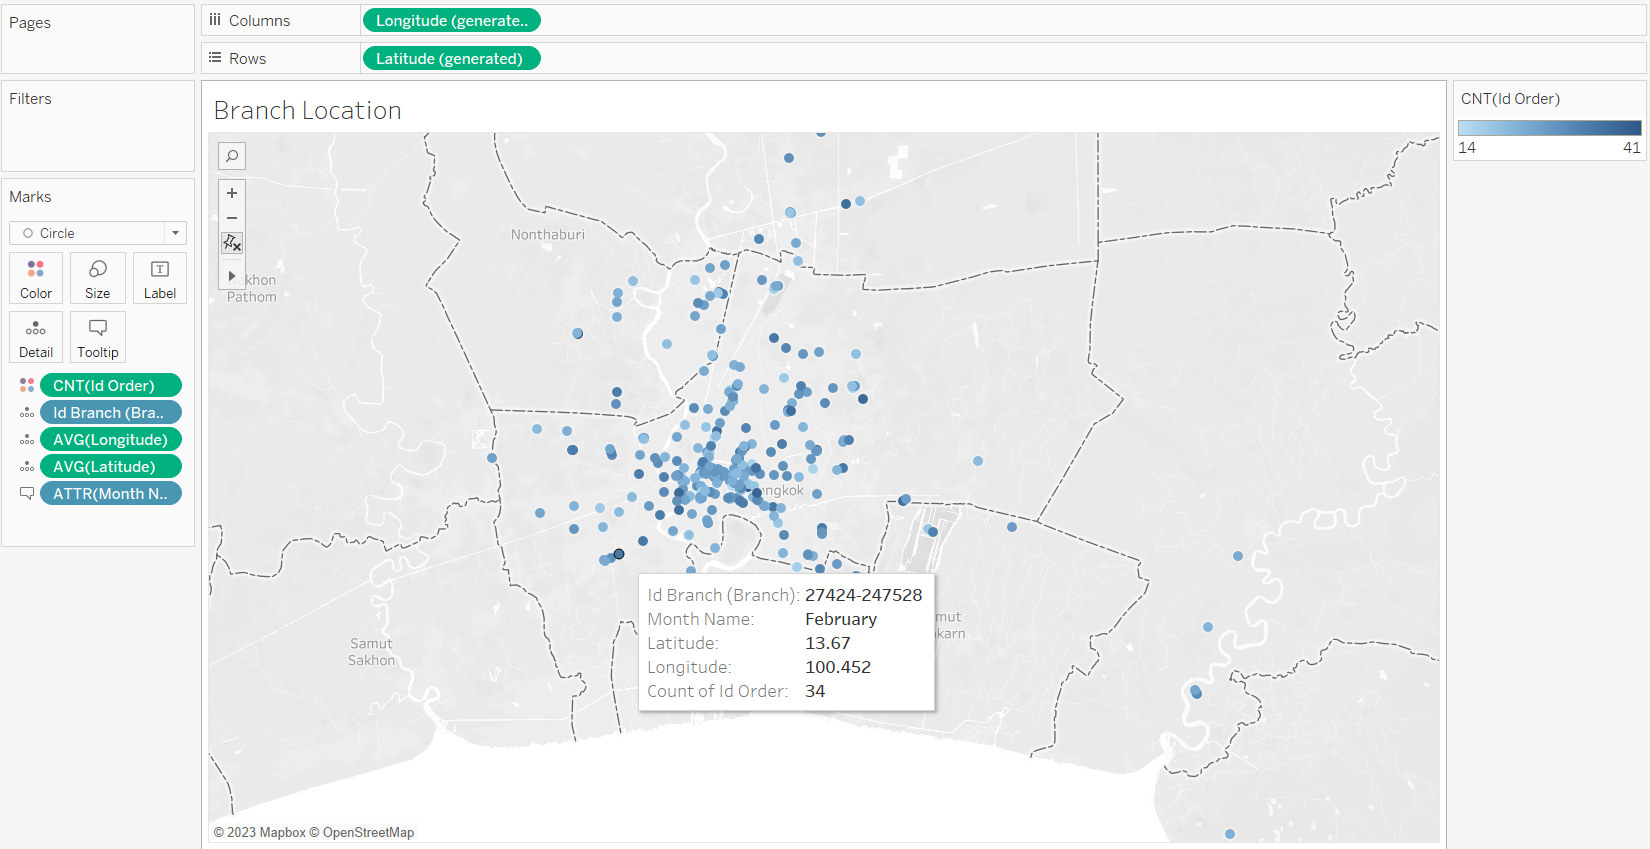 Pages
Columns
Longitude (generate..
Rows
Latitude (generated)
Filters
Marks
Circle
Color
Size
Label
Detail
Tooltip
CNT(Id Order)
Id Branch (Bra..
AVG(Longitude)
AVG(Latitude)
ATTR(Month N..
Branch Location
Nonthaburi
khon
Pathom
ngkok
Samut
Sakhon
mut
akarn
Id Branch (Branch): 27424-247528
Month Name: February
Latitude: 13.67
Longitude: 100.452
Count of Id Order: 34
© 2023 Mapbox © OpenStreetMap
CNT(Id Order)
14 41